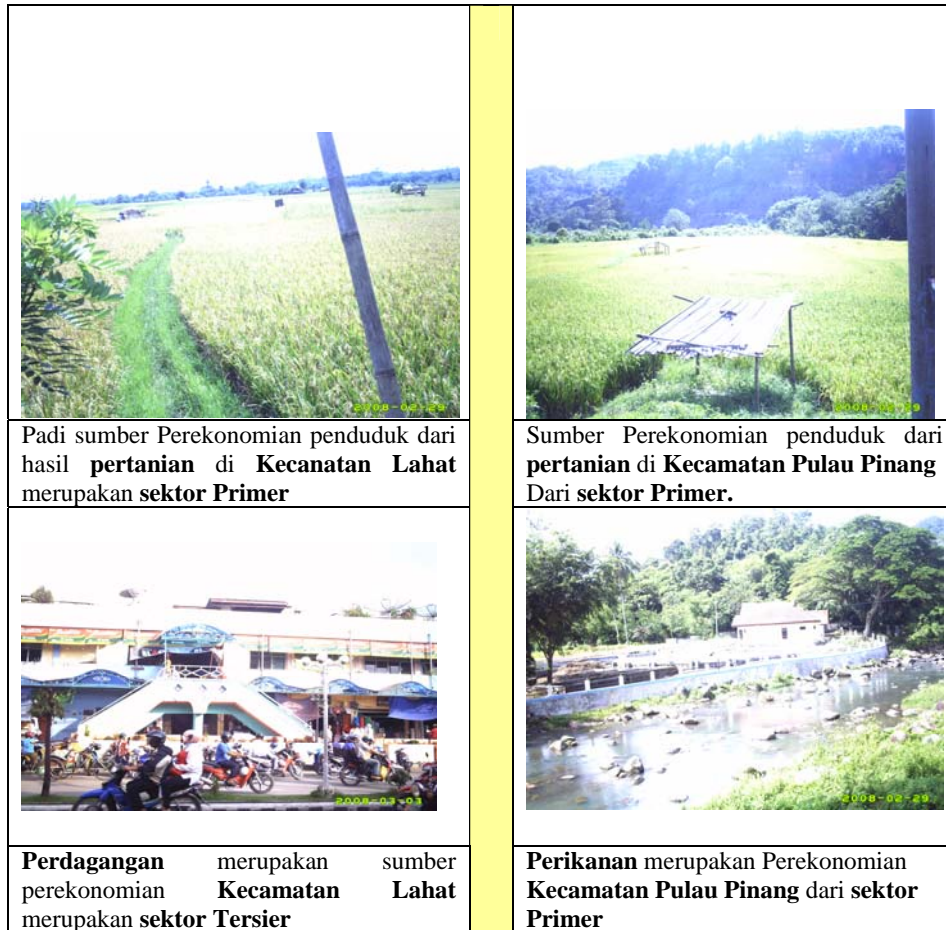 2008-02-29
2008-02-29
Padi sumber Perekonomian penduduk dari
hasil pertanian di Kecanatan Lahat
merupakan sektor Primer
Sumber Perekonomian penduduk dari
pertanian di Kecamatan Pulau Pinang
Dari sektor Primer.
2008-03-03
2008-02-29
Perdagangan merupakan sumber
perekonomian Kecamatan Lahat
merupakan sektor Tersier
Perikanan merupakan Perekonomian
Kecamatan Pulau Pinang dari sektor
Primer